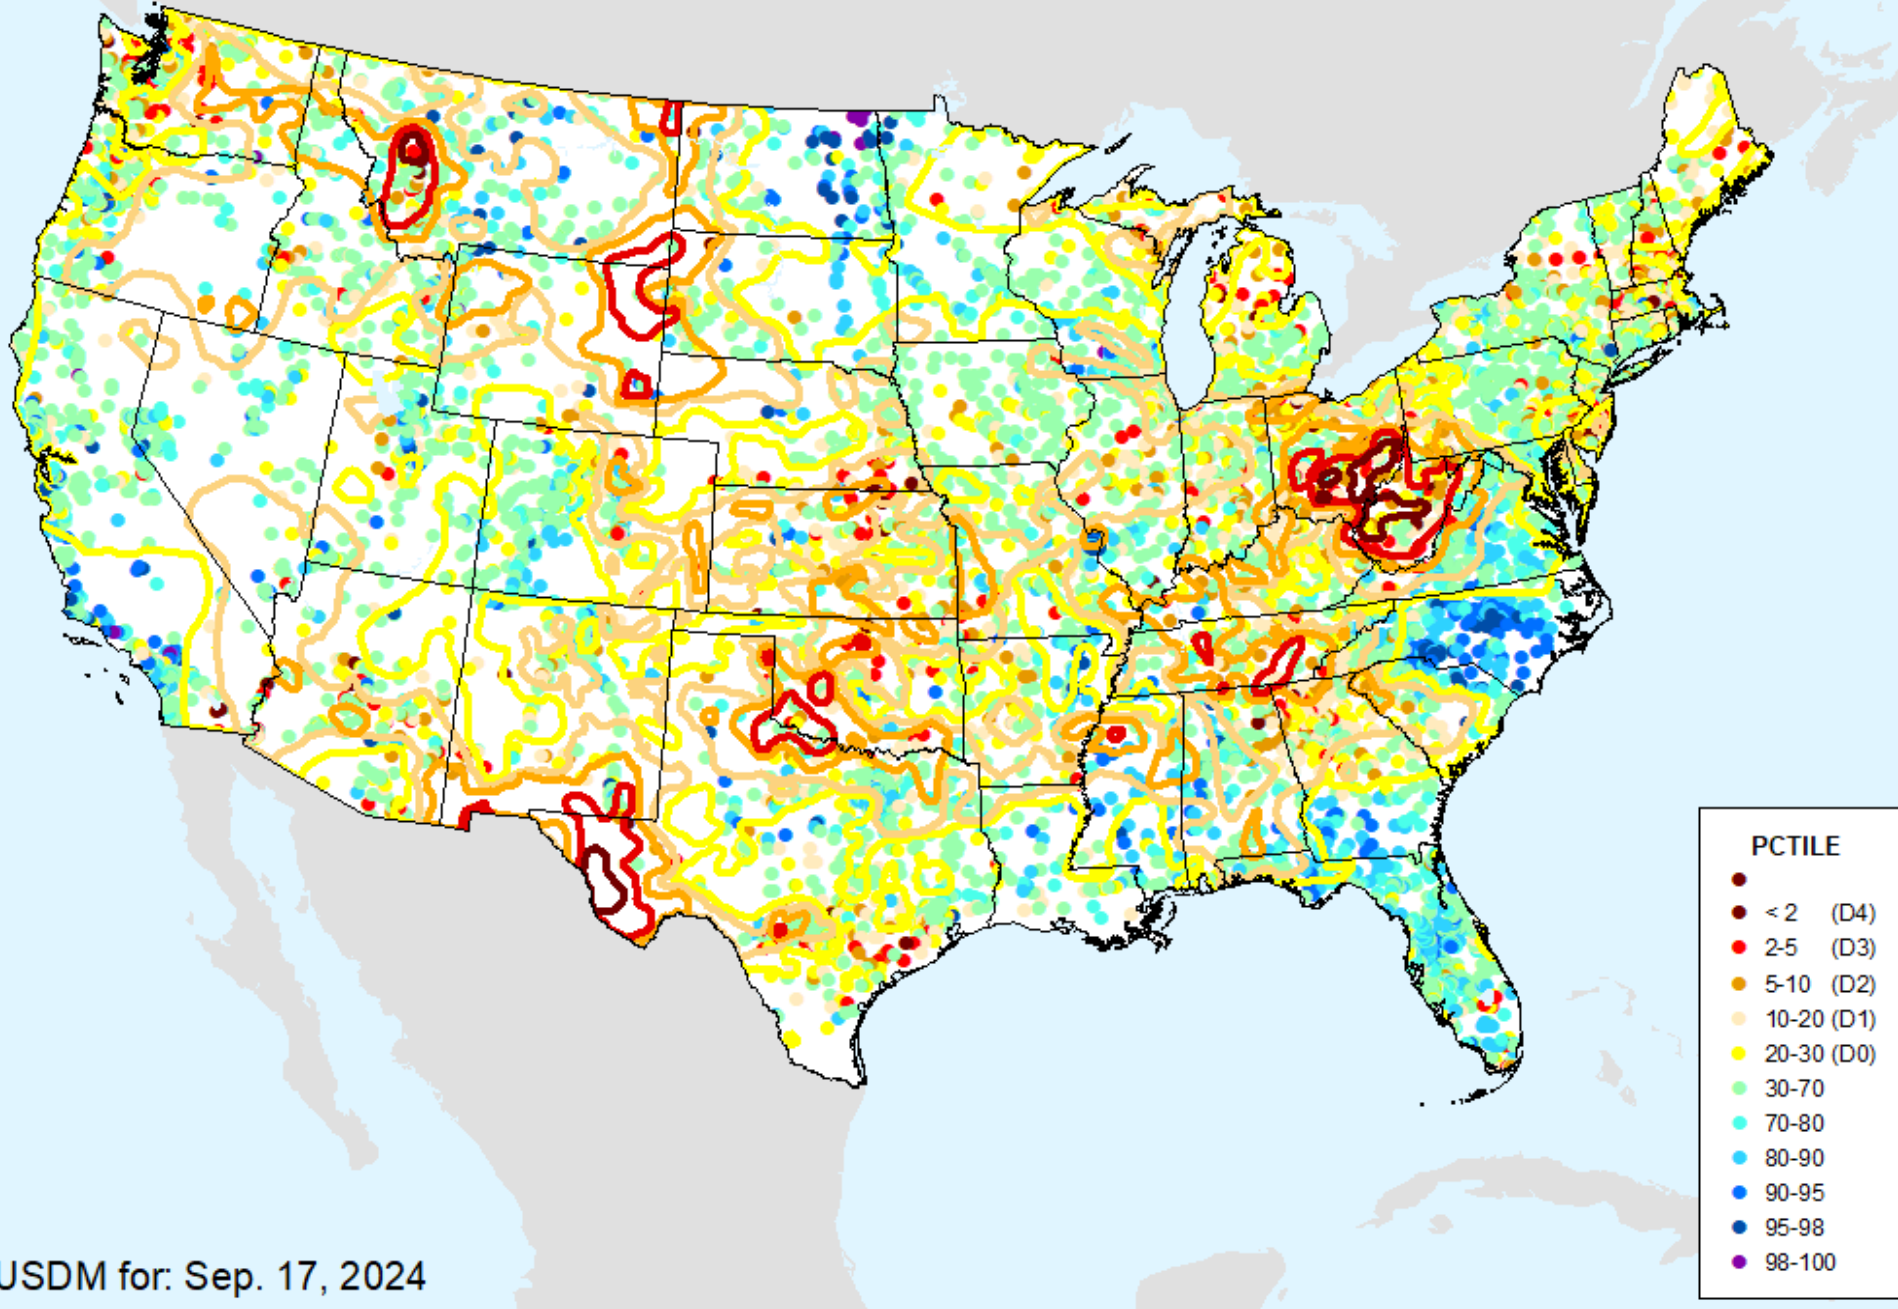 PCTILE
< 2 (D4)
2-5 (D3)
5-10 (D2)
10-20 (D1)
20-30 (D0)
30-70
70-80
80-90
90-95
95-98
98-100
USDM for: Sep. 17, 2024